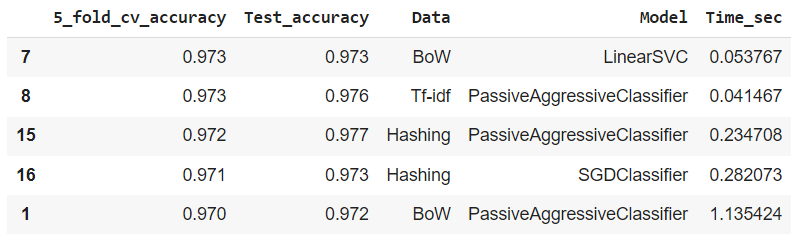 5_fold_cv_accuracy Test_accuracy Data Model Time_sec
7 0.973 0.973 BoW LinearSVC 0.053767
8 0.973 0.976 Tf-idf PassiveAggressiveClassifier 0.041467
15 0.972 0.977 Hashing PassiveAggressiveClassifier 0.234708
16 0.971 0.973 Hashing SGDClassifier 0.282073
1 0.970 0.972 BoW PassiveAggressiveClassifier 1.135424